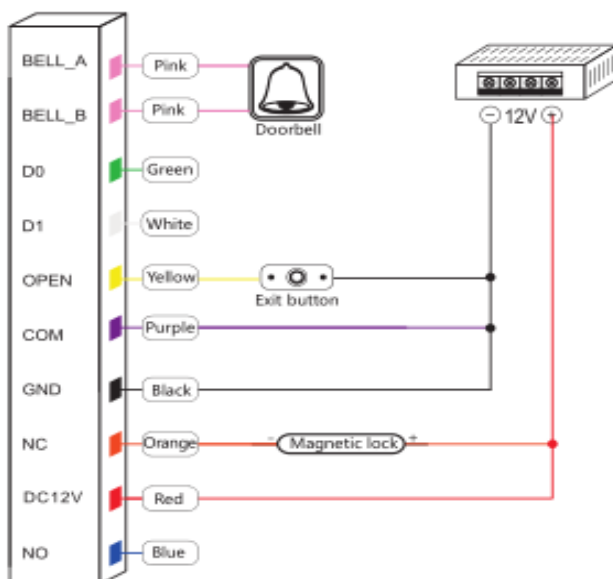 BELL_A Pink
BELL_B Pink
Doorbell
− 12V +
D0 Green
D1 White
OPEN Yellow
Exit button
COM Purple
GND Black
NC Orange - Magnetic lock +
DC12V Red
NO Blue